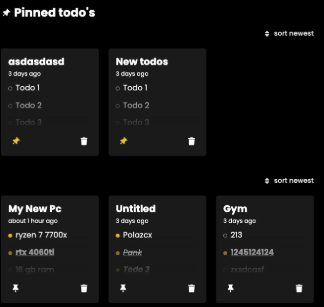 Pinned todo's
sort newest
asdasdasd
3 days ago
Todo 1
Todo 2
Todo 3
New todos
3 days ago
Todo 1
Todo 2
Todo 3
sort newest
My New Pc
about 1 hour ago
ryzen 7 7700x
rtx 4060ti
16 gb ram
Untitled
3 days ago
Polazcx
Pank
Todo 3
Gym
3 days ago
213
1245124124